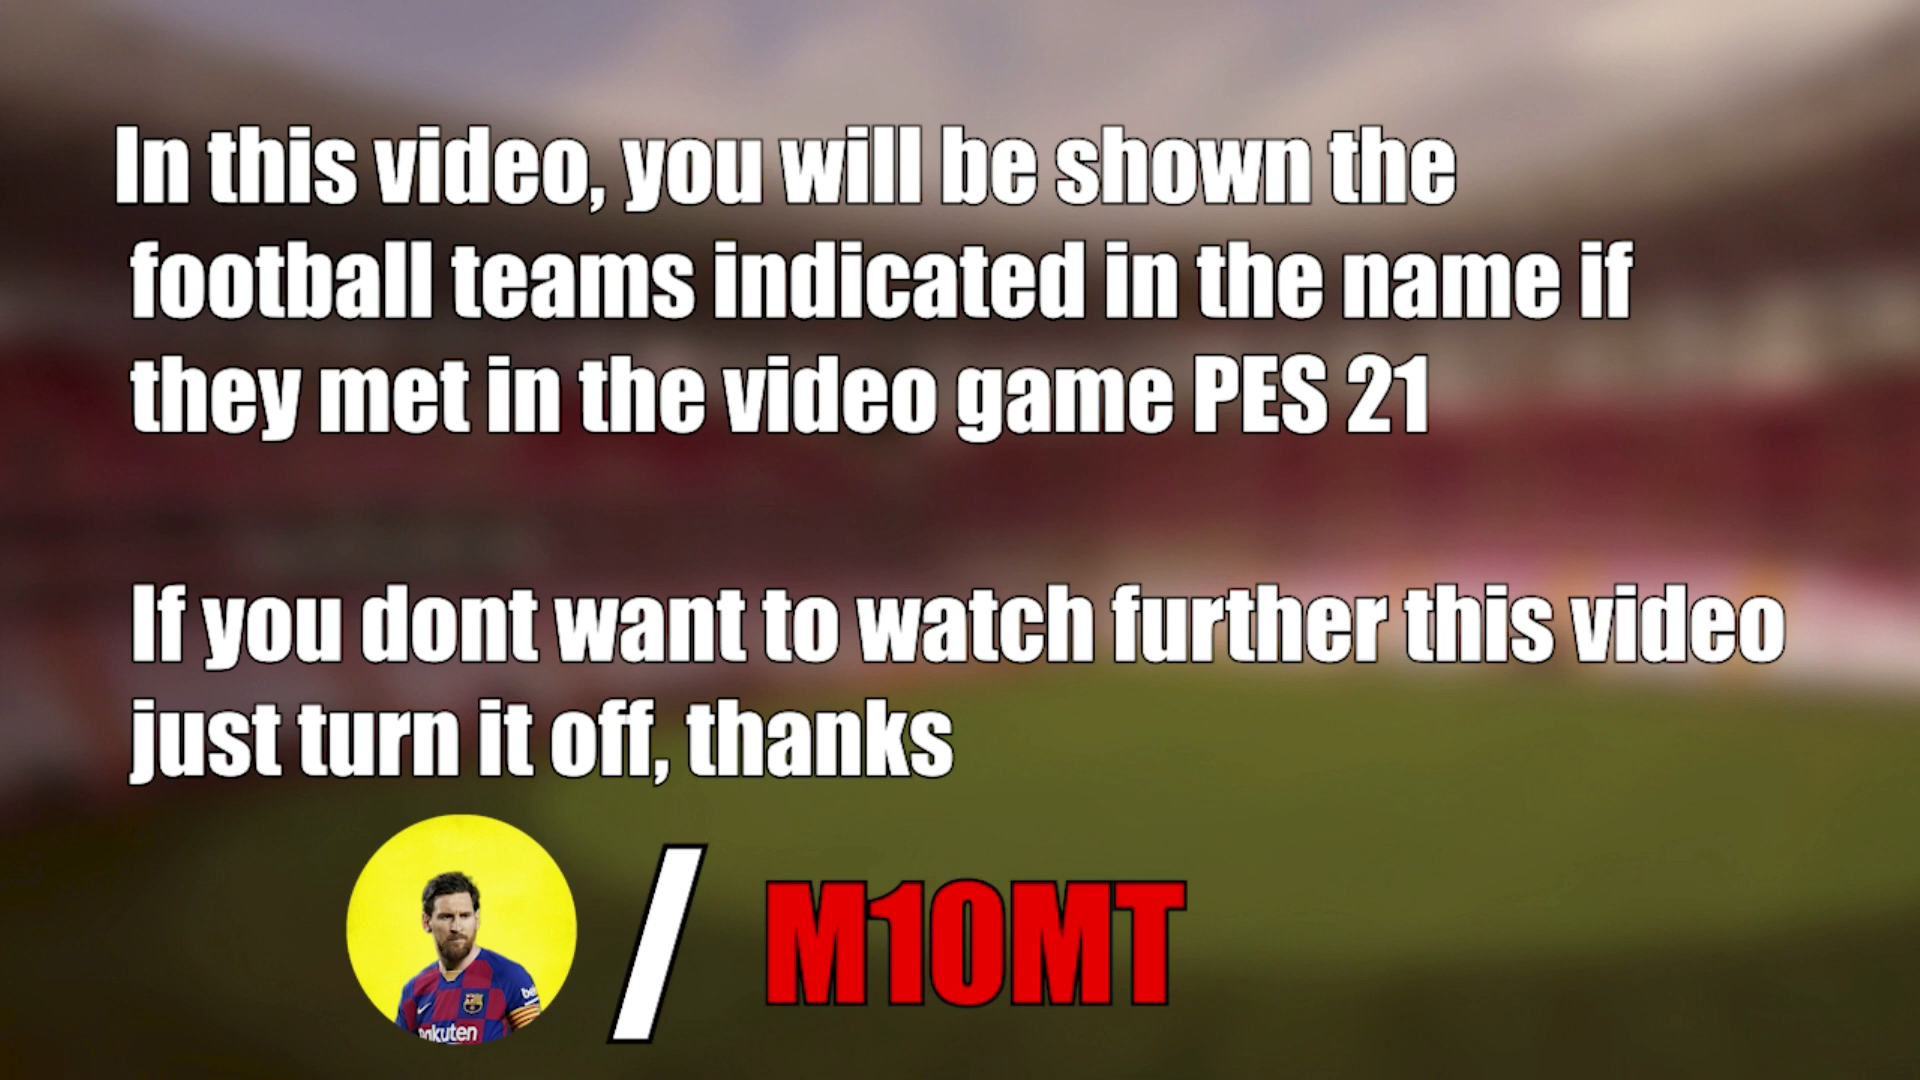 In this video, you will be shown the
football teams indicated in the name if
they met in the video game PES 21
If you dont want to watch further this video
just turn it off, thanks
/ M10MT
akuten